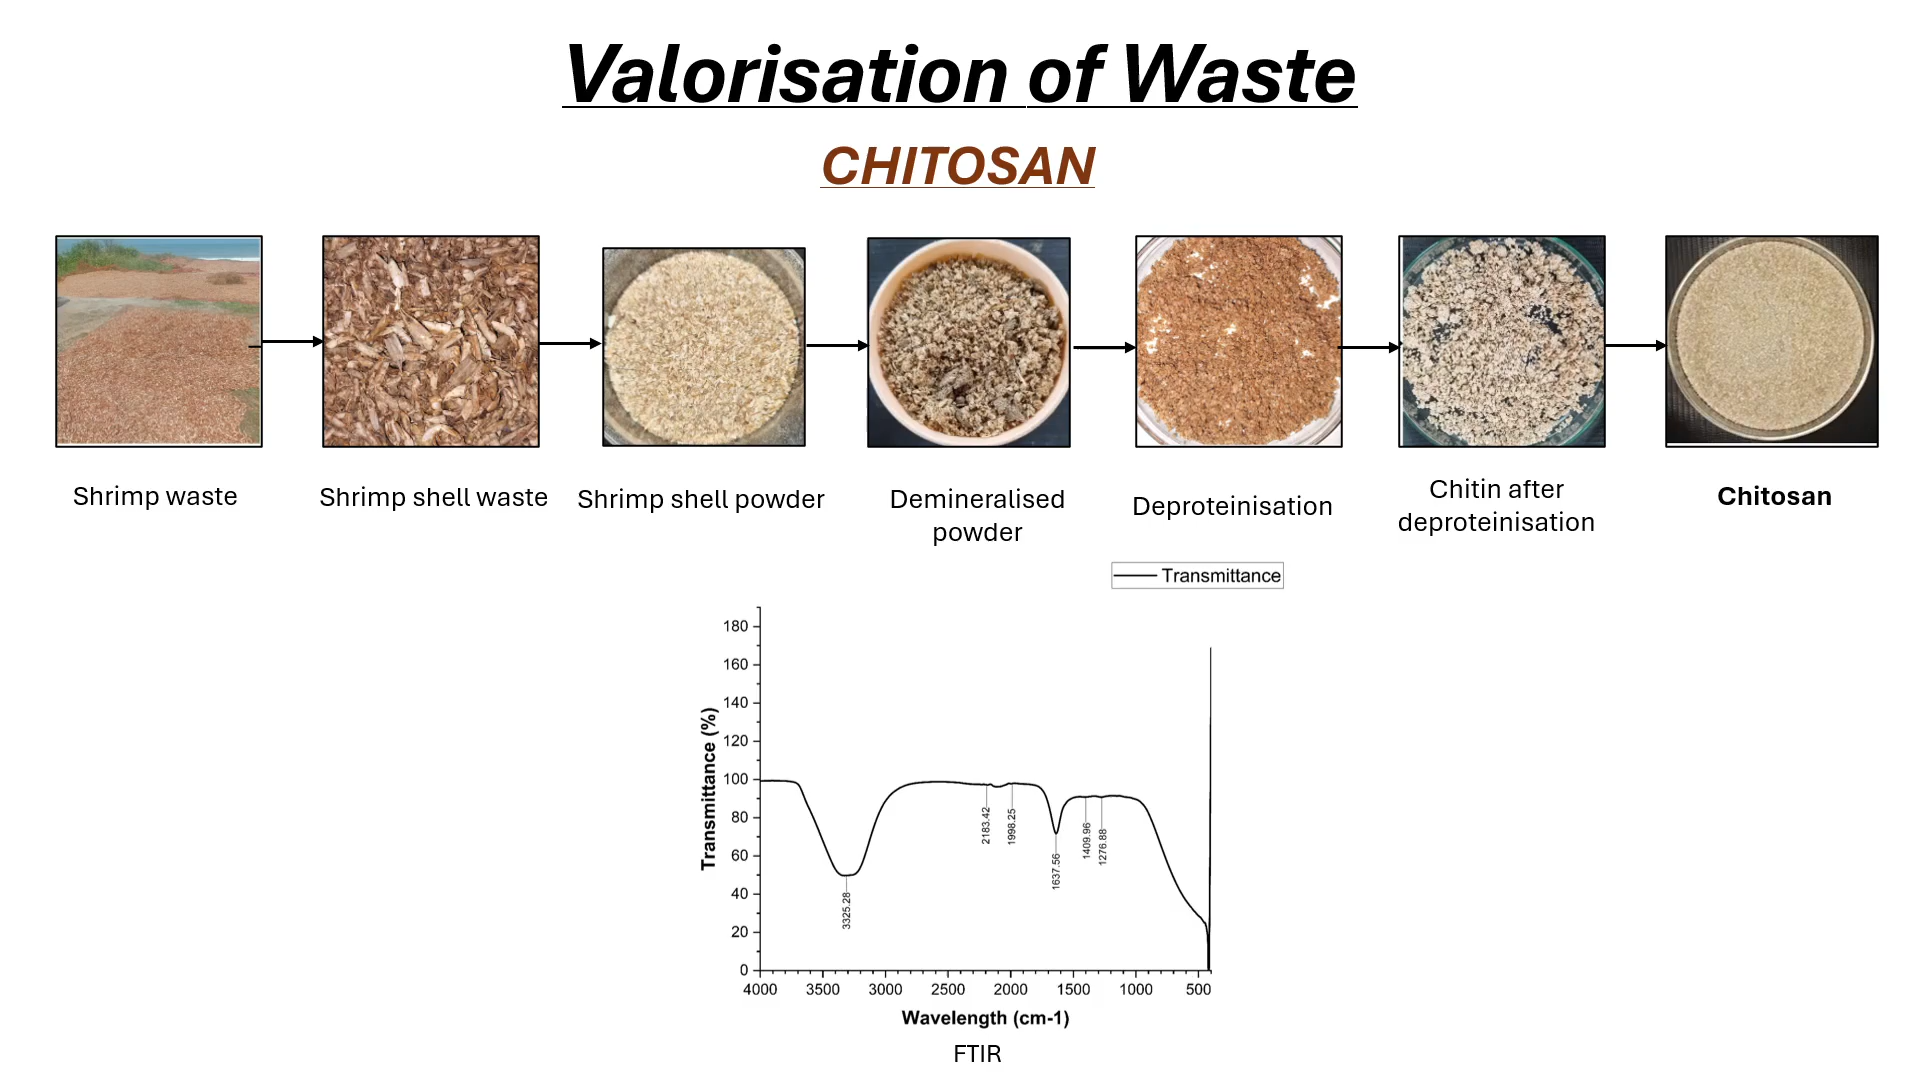 Valorisation of Waste
CHITOSAN
Shrimp waste
Shrimp shell waste
Shrimp shell powder
Demineralised
powder
Deproteinisation
Chitin after
deproteinisation
Chitosan
Transmittance
Transmittance (%)
180
160
140
120
100
80
60
40
20
0
3325.28
2183.42
1998.25
1637.56
1409.96
1276.88
4000 3500 3000 2500 2000 1500 1000 500
Wavelength (cm-1)
FTIR